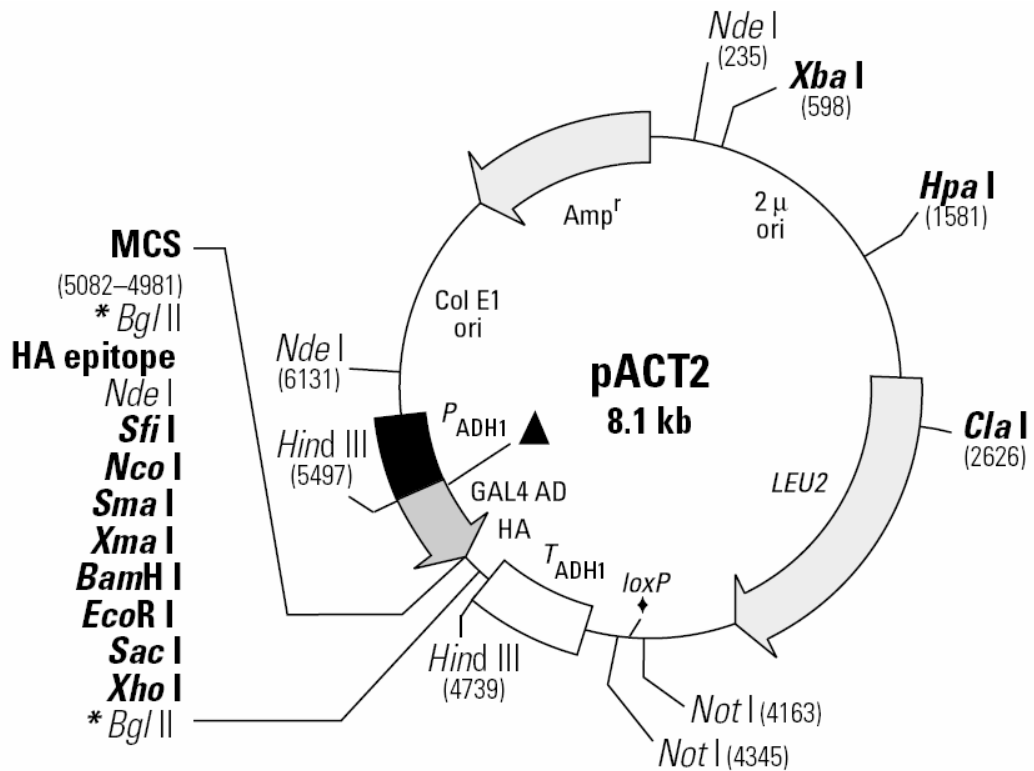 Nde I
(235)
Xba I
(598)
Hpa I
(1581)
2 μ
ori
Amp^r
MCS
(5082–4981)
* Bgl II
HA epitope
Nde I
Sfi I
Nco I
Sma I
Xma I
BamH I
EcoR I
Sac I
Xho I
* Bgl II
Col E1
ori
Nde I
(6131)
pACT2
8.1 kb
P ADH1
Hind III
(5497)
GAL4 AD
HA
Cla I
(2626)
LEU2
T ADH1
loxP
Hind III
(4739)
Not I (4163)
Not I (4345)